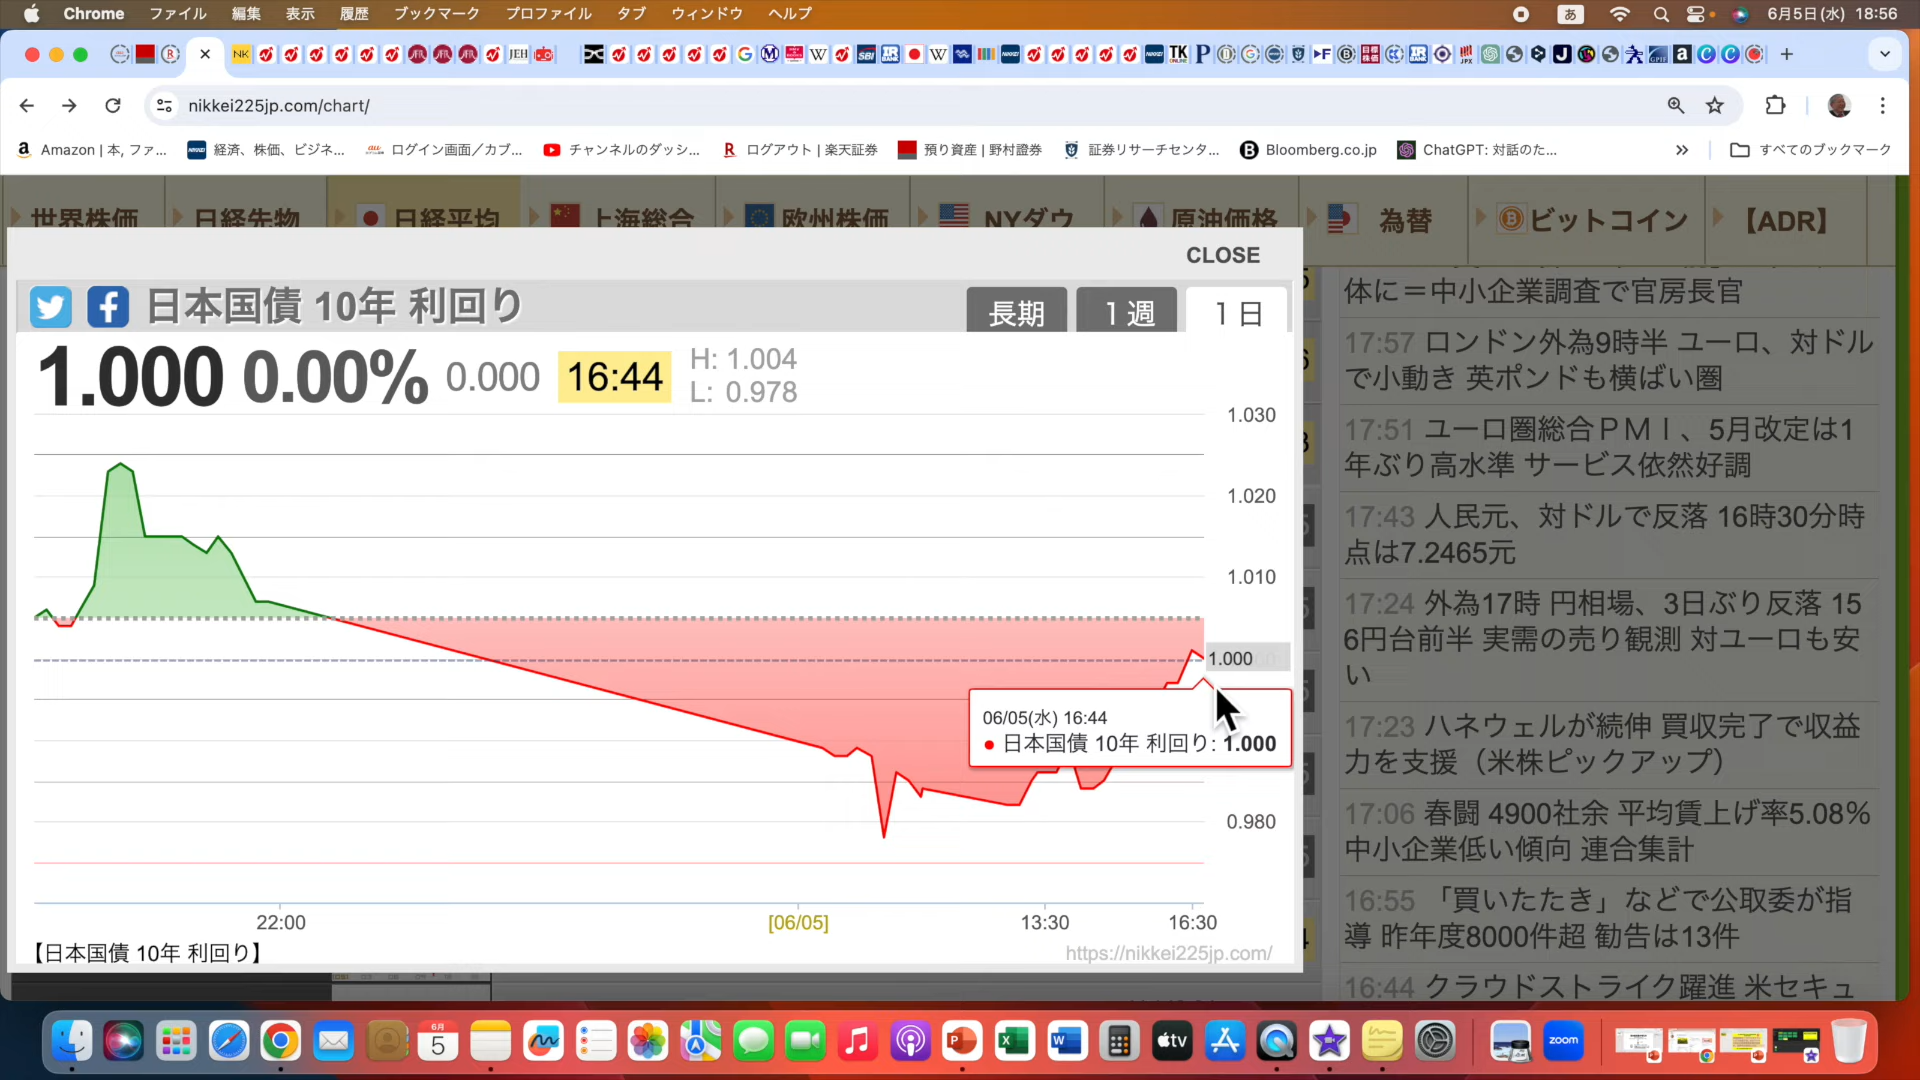 Chrome ファイル 編集 表示 履歴 ブックマーク プロファイル タブ ウィンドウ ヘルプ あ 6月5日(水) 18:56
nikkei225jp.com/chart/
Amazon | 本, ファ... 経済、株価、ビジネ... ログイン画面／カブ... チャンネルのダッシ... ログアウト | 楽天証券 預り資産 | 野村證券 証券リサーチセンタ... Bloomberg.co.jp ChatGPT: 対話のた... » すべてのブックマーク
世界株価 日経先物 日経平均 上海総合 欧州株価 NYダウ 原油価格 為替 ビットコイン 【ADR】
CLOSE
日本国債 10年 利回り
長期 １週 １日
1.000 0.00% 0.000 16:44
H: 1.004
L: 0.978
1.030
1.020
1.010
1.000
06/05(水) 16:44
● 日本国債 10年 利回り: 1.000
0.980
22:00 [06/05] 13:30 16:30
【日本国債 10年 利回り】
https://nikkei225jp.com/
体に＝中小企業調査で官房長官
17:57 ロンドン外為9時半 ユーロ、対ドル
で小動き 英ポンドも横ばい圏
17:51 ユーロ圏総合ＰＭＩ、5月改定は1
年ぶり高水準 サービス依然好調
17:43 人民元、対ドルで反落 16時30分時
点は7.2465元
17:24 外為17時 円相場、3日ぶり反落 15
6円台前半 実需の売り観測 対ユーロも安
い
17:23 ハネウェルが続伸 買収完了で収益
力を支援（米株ピックアップ）
17:06 春闘 4900社余 平均賃上げ率5.08%
中小企業低い傾向 連合集計
16:55 「買いたたき」などで公取委が指
導 昨年度8000件超 勧告は13件
16:44 クラウドストライク躍進 米セキュ
6月
5
tv
zoom